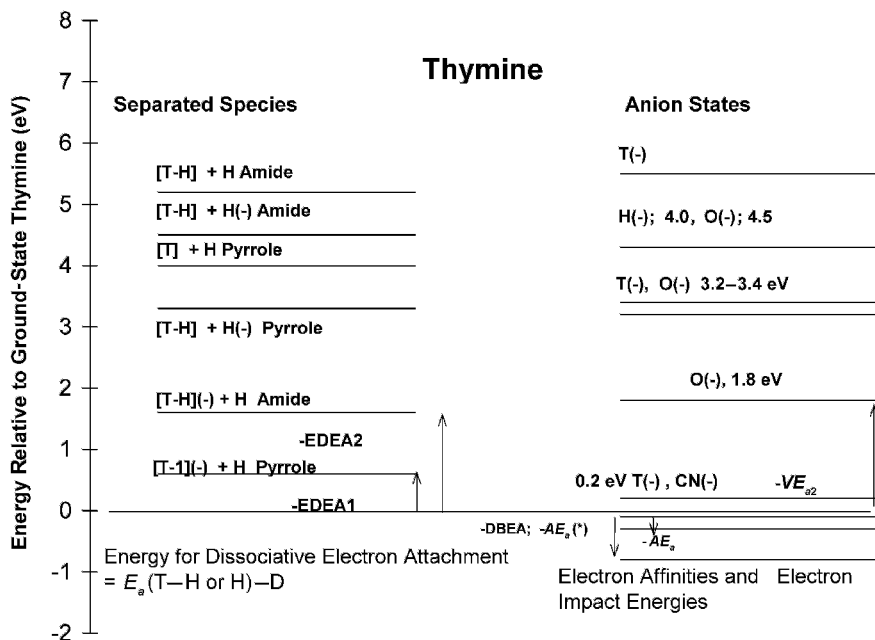 Thymine
Energy Relative to Ground-State Thymine (eV)
8
7
6
5
4
3
2
1
0
-1
-2
Separated Species
[T-H] + H Amide
[T-H] + H(-) Amide
[T] + H Pyrrole
[T-H] + H(-) Pyrrole
[T-H](-) + H Amide
-EDEA2
[T-1](-) + H Pyrrole
-EDEA1
Energy for Dissociative Electron Attachment
= Ea(T—H or H)—D
Anion States
T(-)
H(-); 4.0, O(-); 4.5
T(-), O(-) 3.2–3.4 eV
O(-), 1.8 eV
0.2 eV T(-) , CN(-) -VEa2
-DBEA; -AEa(*)
-AEa
Electron Affinities and Electron
Impact Energies